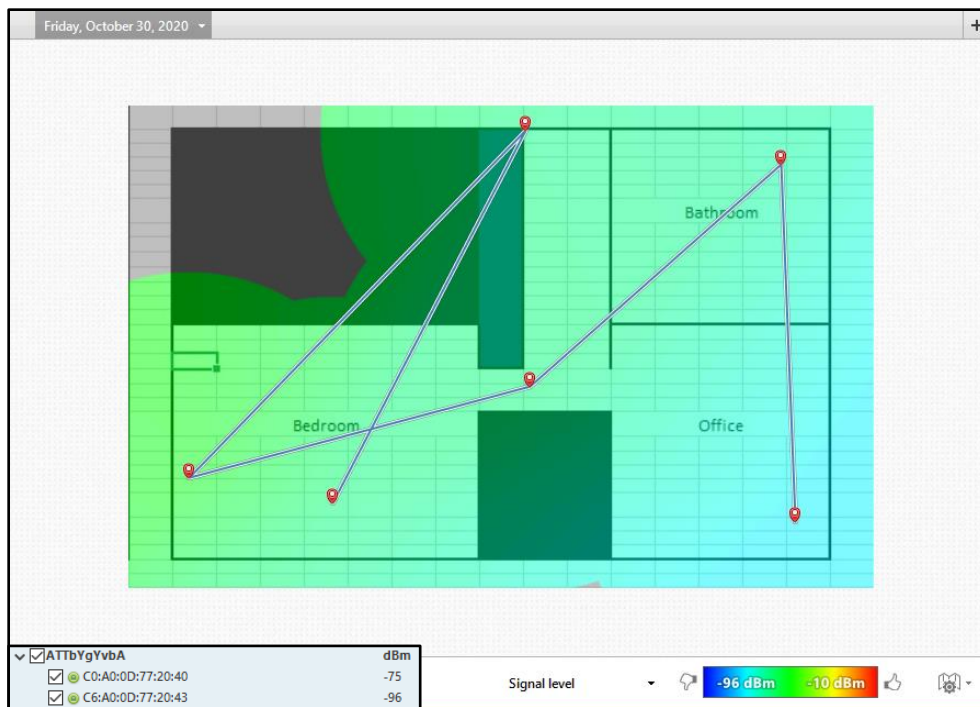 Friday, October 30, 2020
Bathroom
Bedroom
Office
ATTbYgYvbA dBm
C0:A0:0D:77:20:40 -75
C6:A0:0D:77:20:43 -96
Signal level
-96 dBm -10 dBm